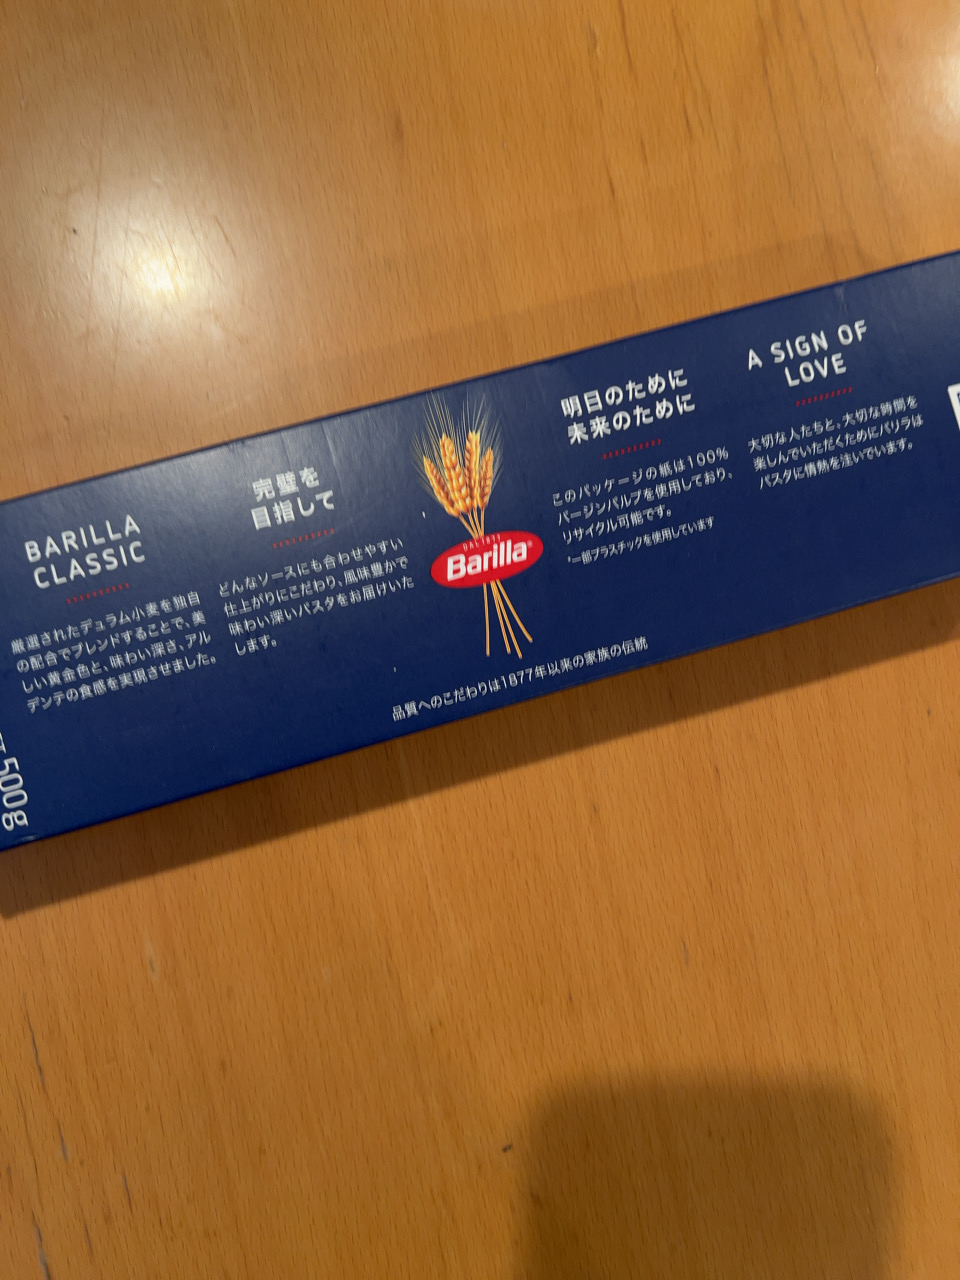 BARILLA
CLASSIC
厳選されたデュラム小麦を独自
の配合でブレンドすることで、美
しい黄金色と、味わい深さ、アル
デンテの食感を実現させました。
完璧を
目指して
どんなソースにも合わせやすい
仕上がりにこだわり、風味豊かで
味わい深いパスタをお届けいた
します。
DAL 1877
Barilla®
明日のために
未来のために
このパッケージの紙は100%
バージンパルプを使用しており、
リサイクル可能です。
*一部プラスチックを使用しています
A SIGN OF
LOVE
大切な人たちと、大切な時間を
楽しんでいただくためにバリラは
パスタに情熱を注いでいます。
品質へのこだわりは1877年以来の家族の伝統
500g